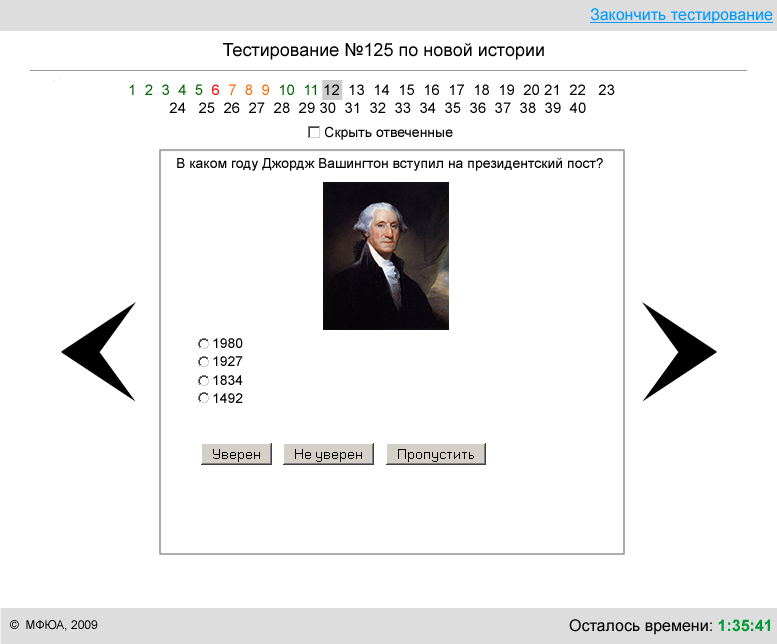 Закончить тестирование
Тестирование №125 по новой истории
1 2 3 4 5 6 7 8 9 10 11 12 13 14 15 16 17 18 19 20 21 22 23
24 25 26 27 28 29 30 31 32 33 34 35 36 37 38 39 40
Скрыть отвеченные
В каком году Джордж Вашингтон вступил на президентский пост?
1980
1927
1834
1492
Уверен Не уверен Пропустить
© МФЮА, 2009 Осталось времени: 1:35:41